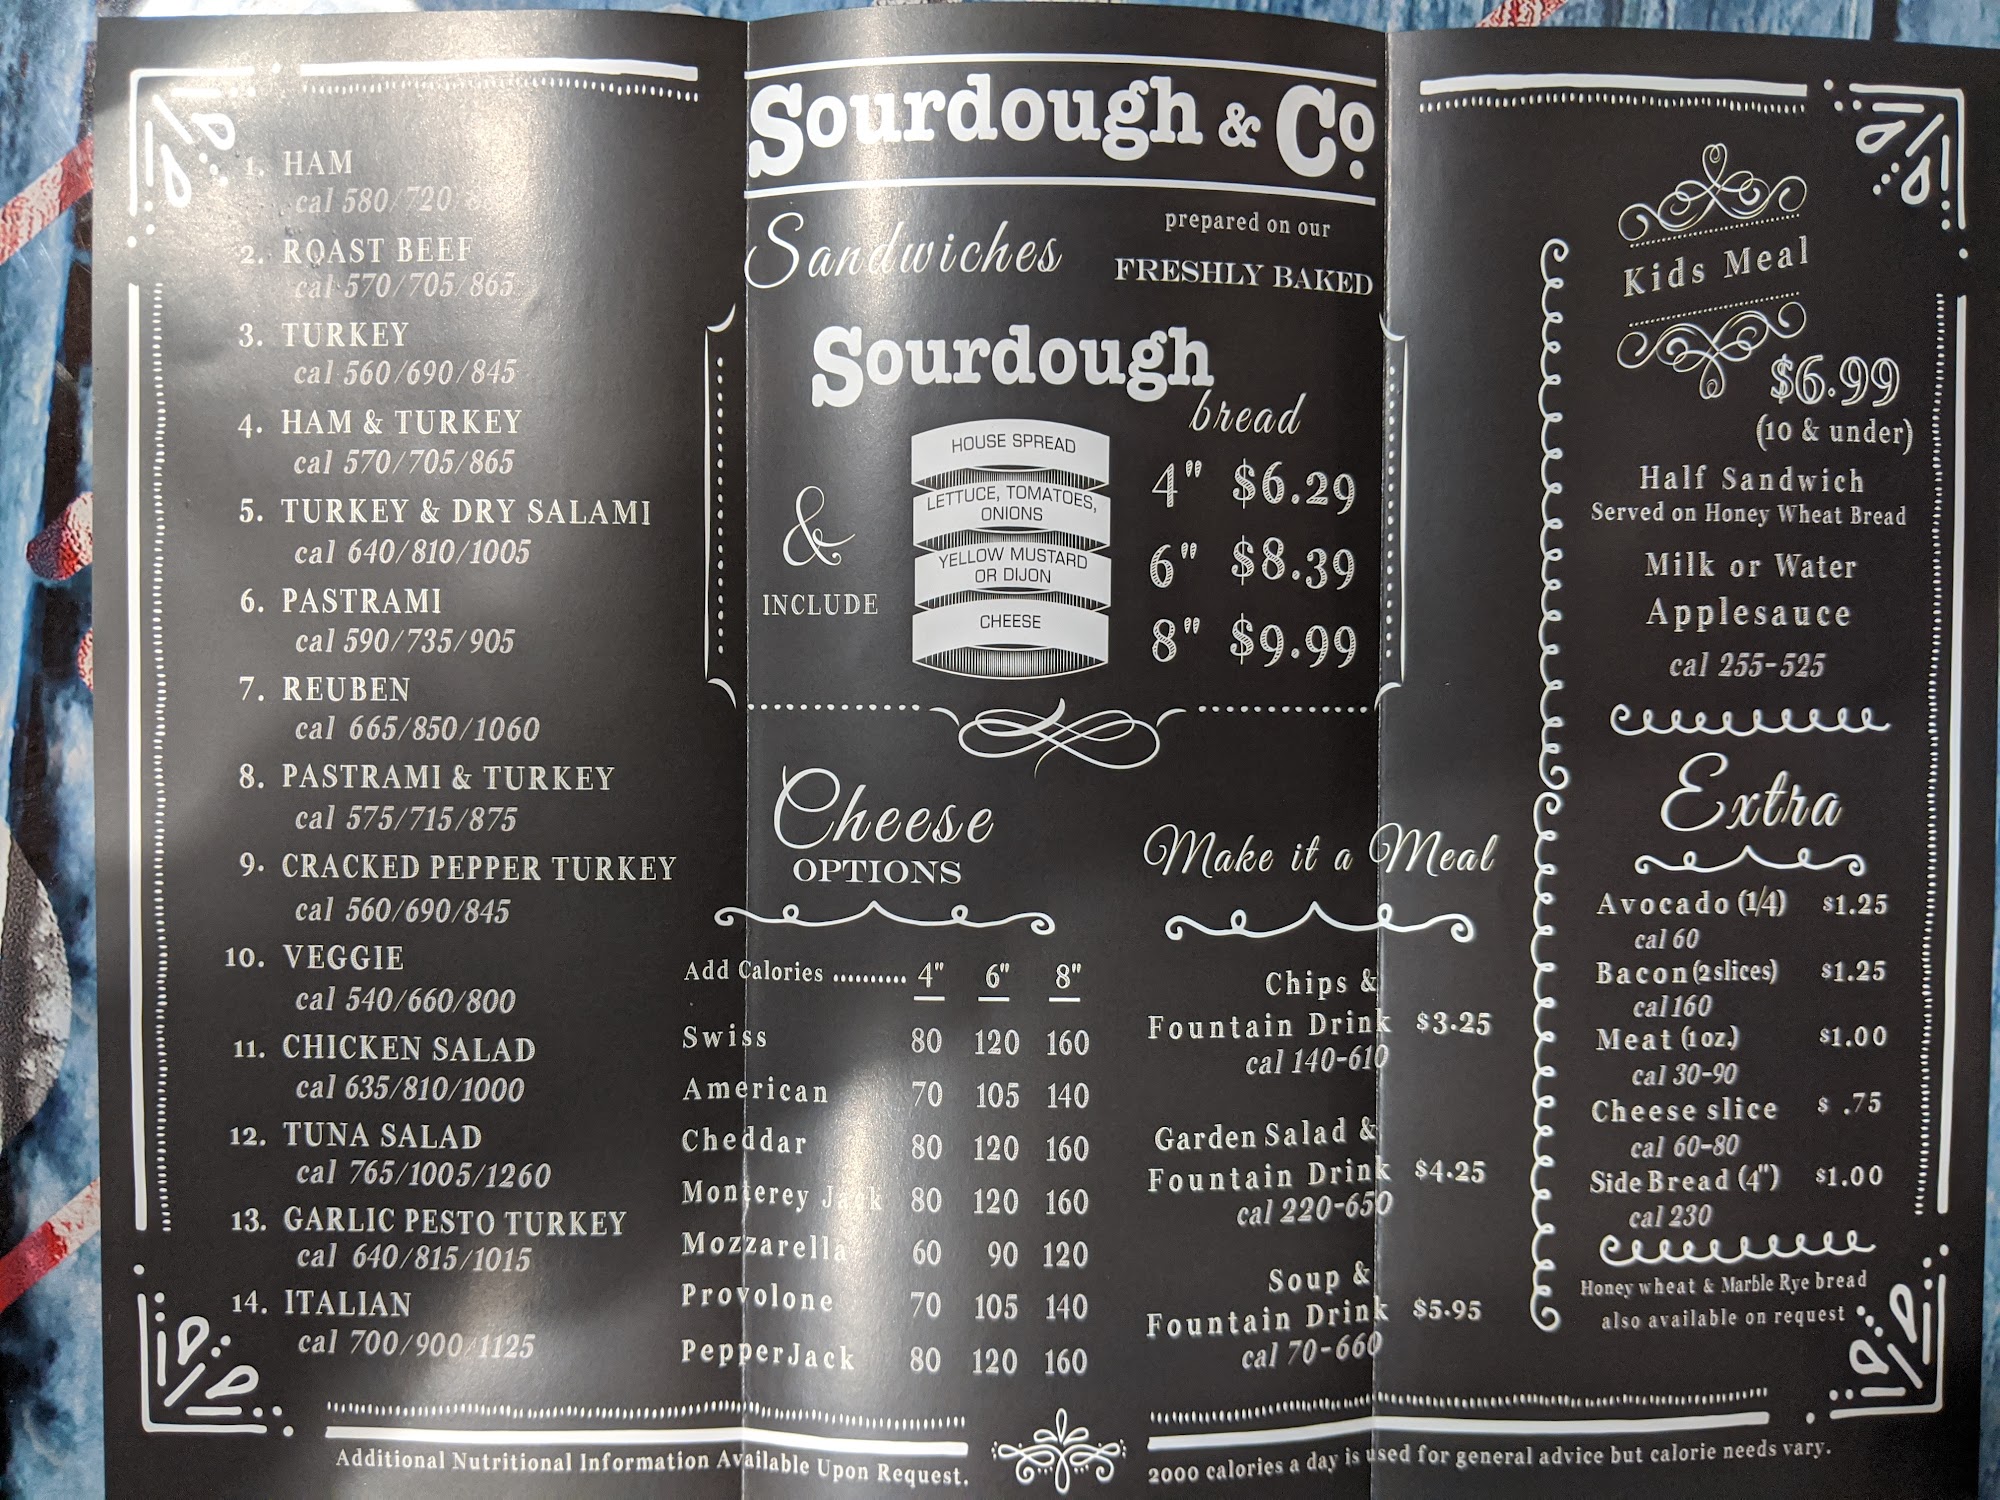 1. HAM
cal 580/720
2. ROAST BEEF
cal 570/705/865
3. TURKEY
cal 560/690/845
4. HAM & TURKEY
cal 570/705/865
5. TURKEY & DRY SALAMI
cal 640/810/1005
6. PASTRAMI
cal 590/735/905
7. REUBEN
cal 665/850/1060
8. PASTRAMI & TURKEY
cal 575/715/875
9. CRACKED PEPPER TURKEY
cal 560/690/845
10. VEGGIE
cal 540/660/800
11. CHICKEN SALAD
cal 635/810/1000
12. TUNA SALAD
cal 765/1005/1260
13. GARLIC PESTO TURKEY
cal 640/815/1015
14. ITALIAN
cal 700/900/1125
Sourdough & Co.
Sandwiches
prepared on our
FRESHLY BAKED
Sourdough
bread
&
INCLUDE
HOUSE SPREAD
LETTUCE, TOMATOES,
ONIONS
YELLOW MUSTARD
OR DIJON
CHEESE
4" $6.29
6" $8.39
8" $9.99
Cheese
OPTIONS
Add Calories .......... 4" 6" 8"
Swiss 80 120 160
American 70 105 140
Cheddar 80 120 160
Monterey Jack 80 120 160
Mozzarella 60 90 120
Provolone 70 105 140
PepperJack 80 120 160
Make it a Meal
Chips &
Fountain Drink $3.25
cal 140-610
Garden Salad &
Fountain Drink $4.25
cal 220-650
Soup &
Fountain Drink $5.95
cal 70-660
Kids Meal
$6.99
(10 & under)
Half Sandwich
Served on Honey Wheat Bread
Milk or Water
Applesauce
cal 255-525
Extra
Avocado (1/4) $1.25
cal 60
Bacon (2 slices) $1.25
cal 160
Meat (1 oz.) $1.00
cal 30-90
Cheese slice $ .75
cal 60-80
Side Bread (4") $1.00
cal 230
Honey wheat & Marble Rye bread
also available on request
Additional Nutritional Information Available Upon Request.
2000 calories a day is used for general advice but calorie needs vary.